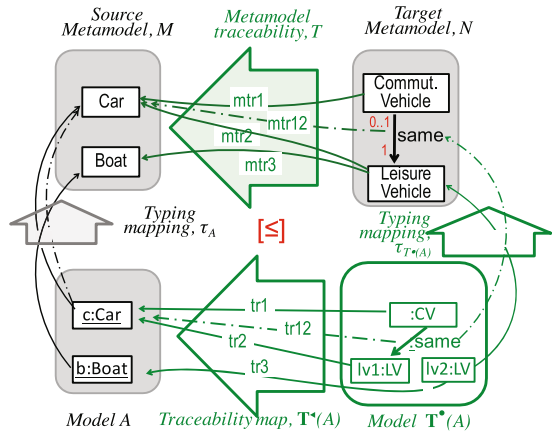 Source
Metamodel, M
Metamodel
traceability, T
Target
Metamodel, N
Car
Boat
mtr1
mtr12
mtr2
mtr3
Commut.
Vehicle
0..1
same
1
Leisure
Vehicle
Typing
mapping, τA
[≤]
Typing
mapping,
τT•(A)
c:Car
b:Boat
tr1
tr12
tr2
tr3
:CV
:same
lv1:LV
lv2:LV
Model A
Traceability map, T◂(A)
Model T•(A)